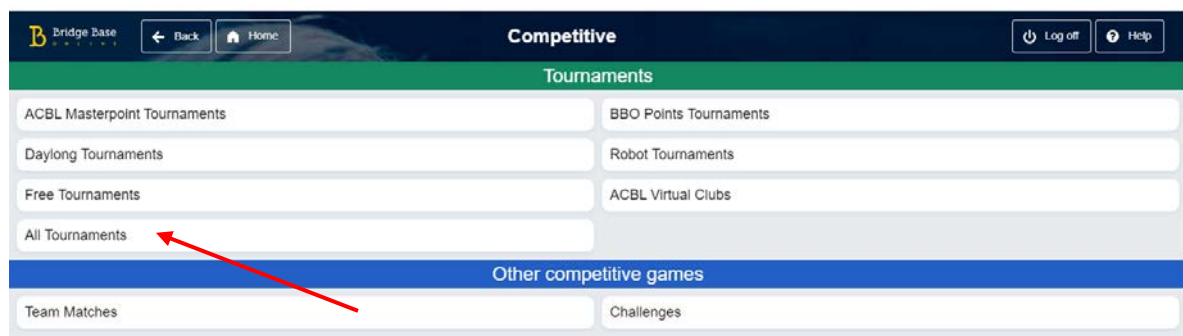 Bridge Base
ONLINE
Back
Home
Competitive
Log off
Help
Tournaments
ACBL Masterpoint Tournaments
BBO Points Tournaments
Daylong Tournaments
Robot Tournaments
Free Tournaments
ACBL Virtual Clubs
All Tournaments
Other competitive games
Team Matches
Challenges